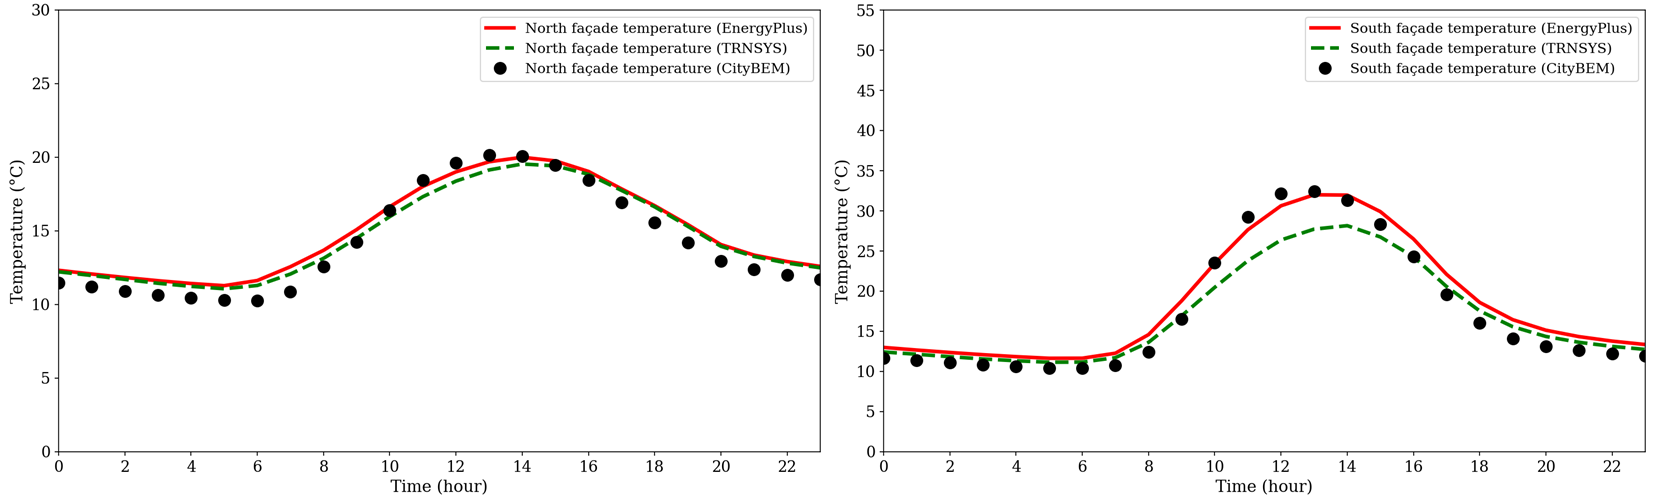 30
25
20
15
10
5
0
Temperature (°C)
North façade temperature (EnergyPlus)
North façade temperature (TRNSYS)
North façade temperature (CityBEM)
0 2 4 6 8 10 12 14 16 18 20 22
Time (hour)
55
50
45
40
35
30
25
20
15
10
5
0
Temperature (°C)
South façade temperature (EnergyPlus)
South façade temperature (TRNSYS)
South façade temperature (CityBEM)
0 2 4 6 8 10 12 14 16 18 20 22
Time (hour)